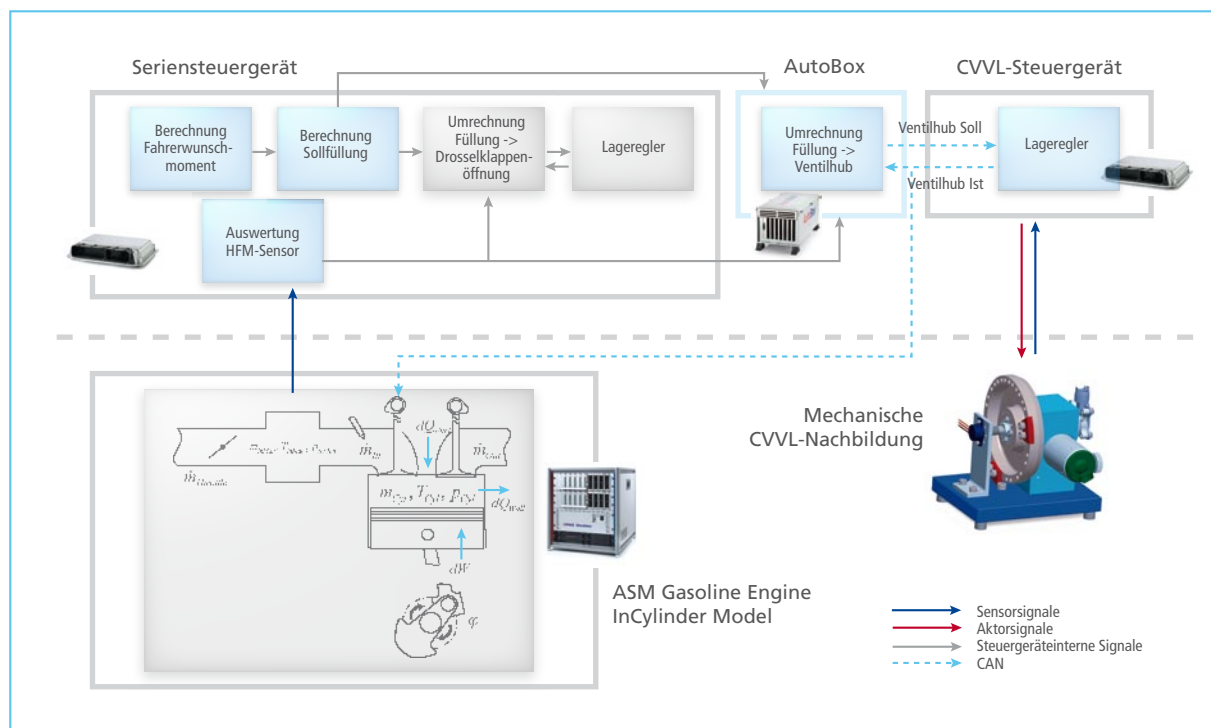 Seriensteuergerät
AutoBox
CVVL-Steuergerät
Berechnung
Fahrerwunsch-
moment
Berechnung
Sollfüllung
Umrechnung
Füllung ->
Drosselklappen-
öffnung
Lageregler
Umrechnung
Füllung ->
Ventilhub
Ventilhub Soll
Ventilhub Ist
Lageregler
Auswertung
HFM-Sensor
Mechanische
CVVL-Nachbildung
φ
dW
ASM Gasoline Engine
InCylinder Model
Sensorsignale
Aktorsignale
Steuergeräteinterne Signale
CAN